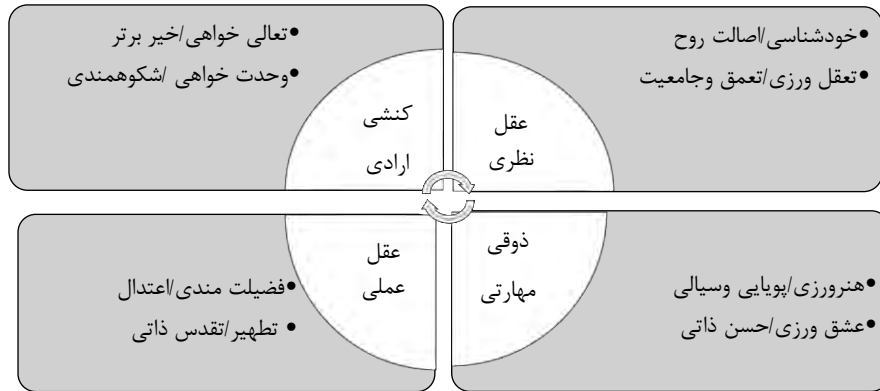 •خودشناسی/اصالت روح
•تعقل ورزی/تعمق وجامعیت
عقل
نظری
•تعالی خواهی/خیر برتر
•وحدت خواهی /شکوهمندی
کنشی
ارادی
•هنرورزی/پویایی وسیالی
•عشق ورزی/حسن ذاتی
ذوقی
مهارتی
•فضیلت مندی/اعتدال
• تطهیر/تقدس ذاتی
عقل
عملی